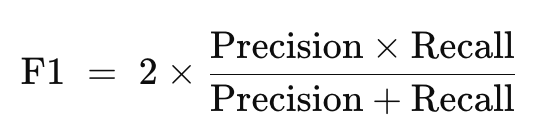 F1 = 2 × Precision × Recall
Precision + Recall